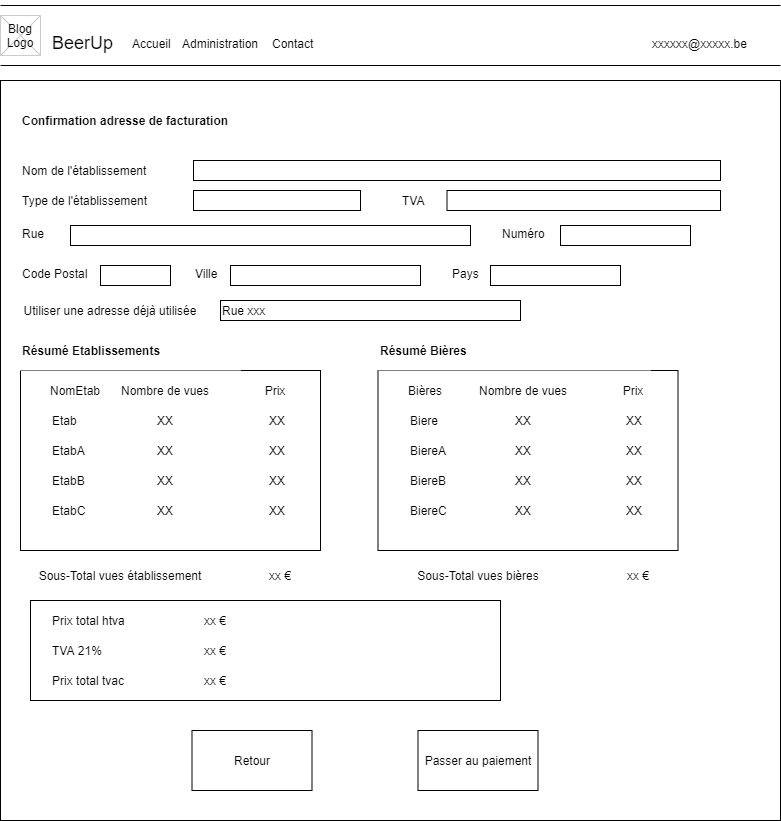 Blog
Logo
BeerUp Accueil Administration Contact xxxxxx@xxxxx.be
Confirmation adresse de facturation
Nom de l'établissement
Type de l'établissement TVA
Rue Numéro
Code Postal Ville Pays
Utiliser une adresse déjà utilisée Rue xxx
Résumé Etablissements Résumé Bières
NomEtab Nombre de vues Prix Bières Nombre de vues Prix
Etab XX XX Biere XX XX
EtabA XX XX BiereA XX XX
EtabB XX XX BiereB XX XX
EtabC XX XX BiereC XX XX
Sous-Total vues établissement xx € Sous-Total vues bières xx €
Prix total htva xx €
TVA 21% xx €
Prix total tvac xx €
Retour Passer au paiement